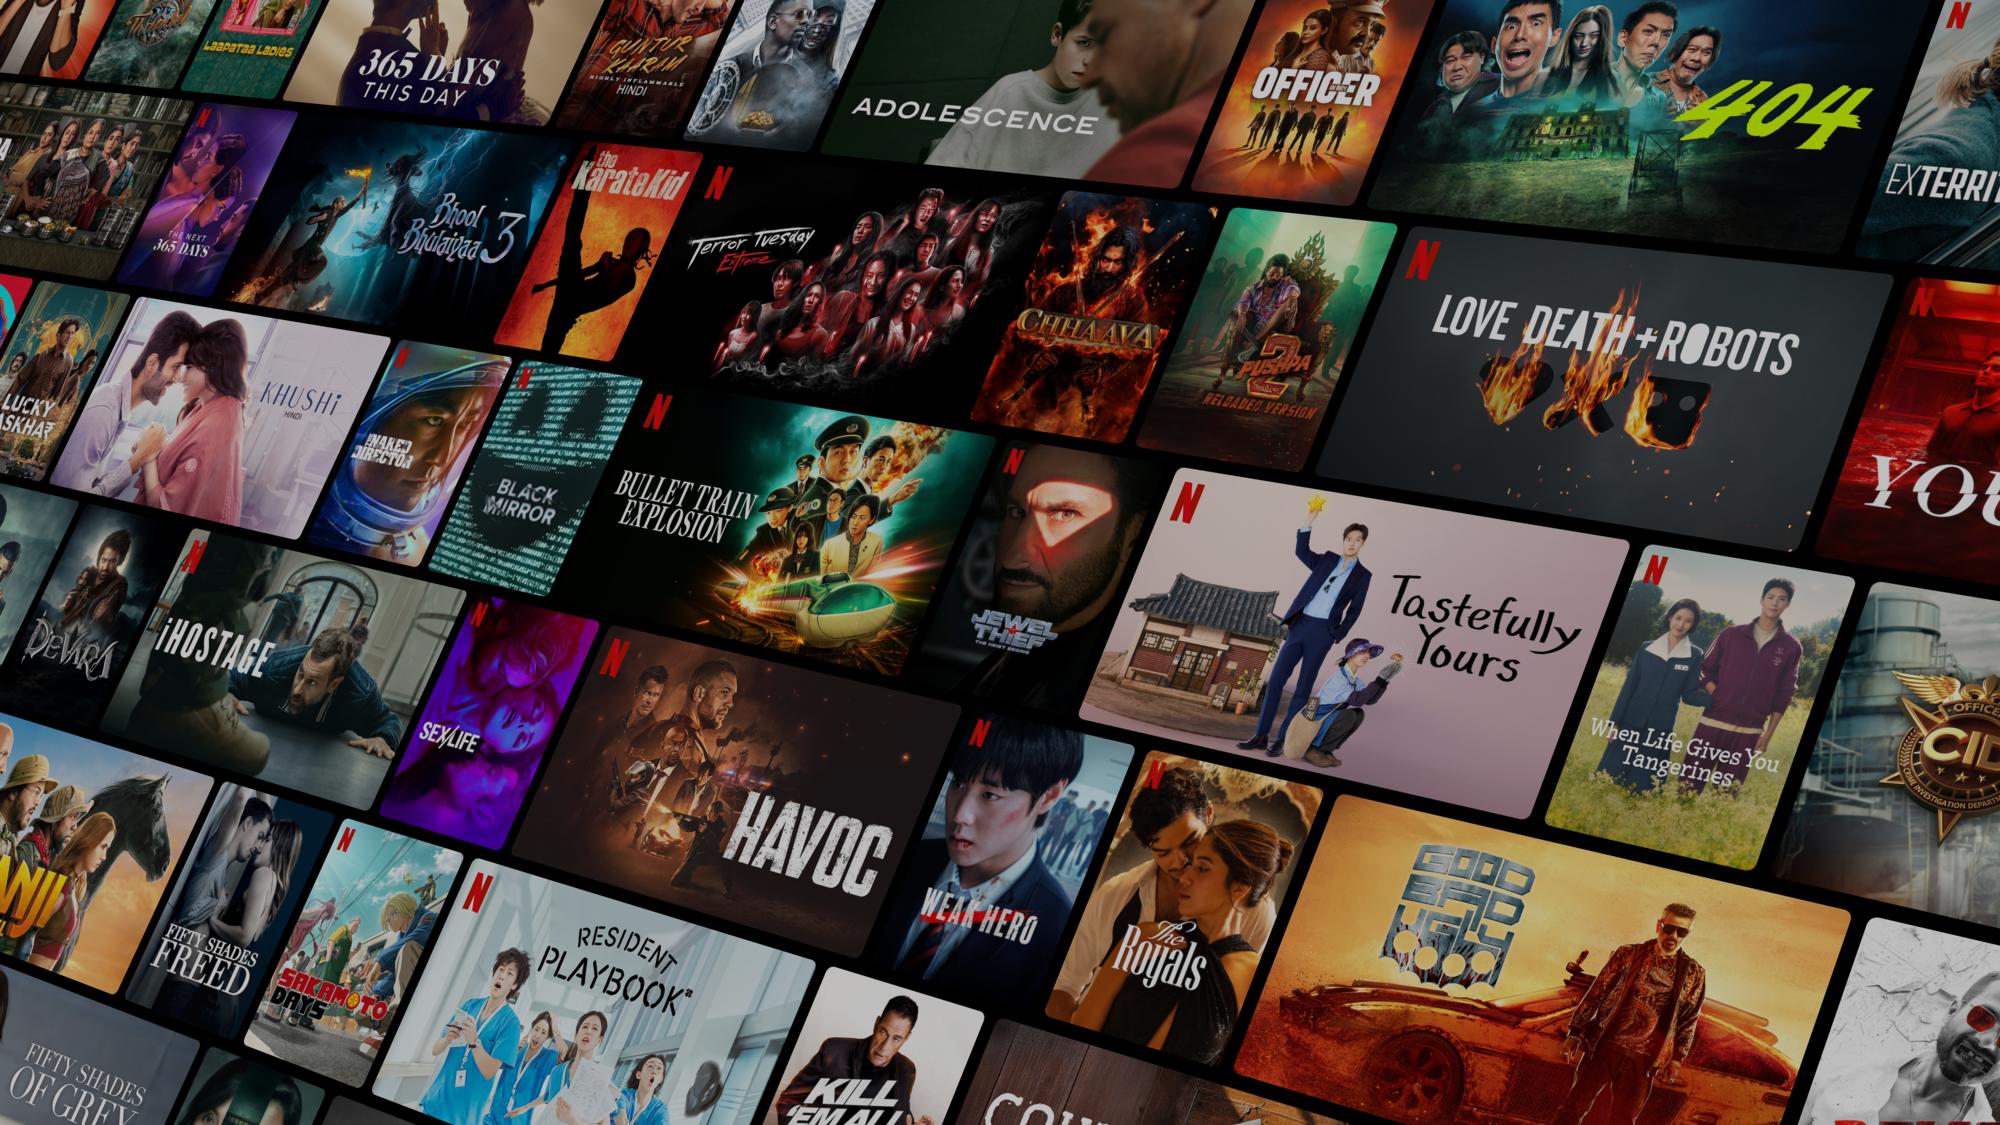 LAAPATAA LADIES
365 DAYS
THIS DAY
GUNTUR
KAARAM
HIGHLY INFLAMMABLE
HINDI
ADOLESCENCE
OFFICER
404
N
EXTERRIT
N
THE NEXT
365 DAYS
Bhool
Bhulaiyaa 3
the
Karate Kid
N
Terror Tuesday
Extreme
CHHAAVA
PUSHPA
2
RELOADED VERSION
N
LOVE DEATH + ROBOTS
N
YOU
LUCKY
BASKHAR
KHUSHI
HINDI
N
THE NAKED
DIRECTOR
N
BLACK
MIRROR
N
BULLET TRAIN
EXPLOSION
N
JEWEL
THIEF
THE HEIST BEGINS
N
Tastefully
Yours
N
When Life Gives You
Tangerines
OFFICER
CID
CRIME INVESTIGATION DEPARTM
DEVARA
N
iHOSTAGE
N
SEX/LIFE
N
HAVOC
N
WEAK HERO
N
The
Royals
GOOD
BAD
UGLY
ANJI
FIFTY SHADES
FREED
N
SAKAMOTO
DAYS
N
RESIDENT
PLAYBOOK
KILL
'EM ALL
FIFTY SHADES
OF GREY